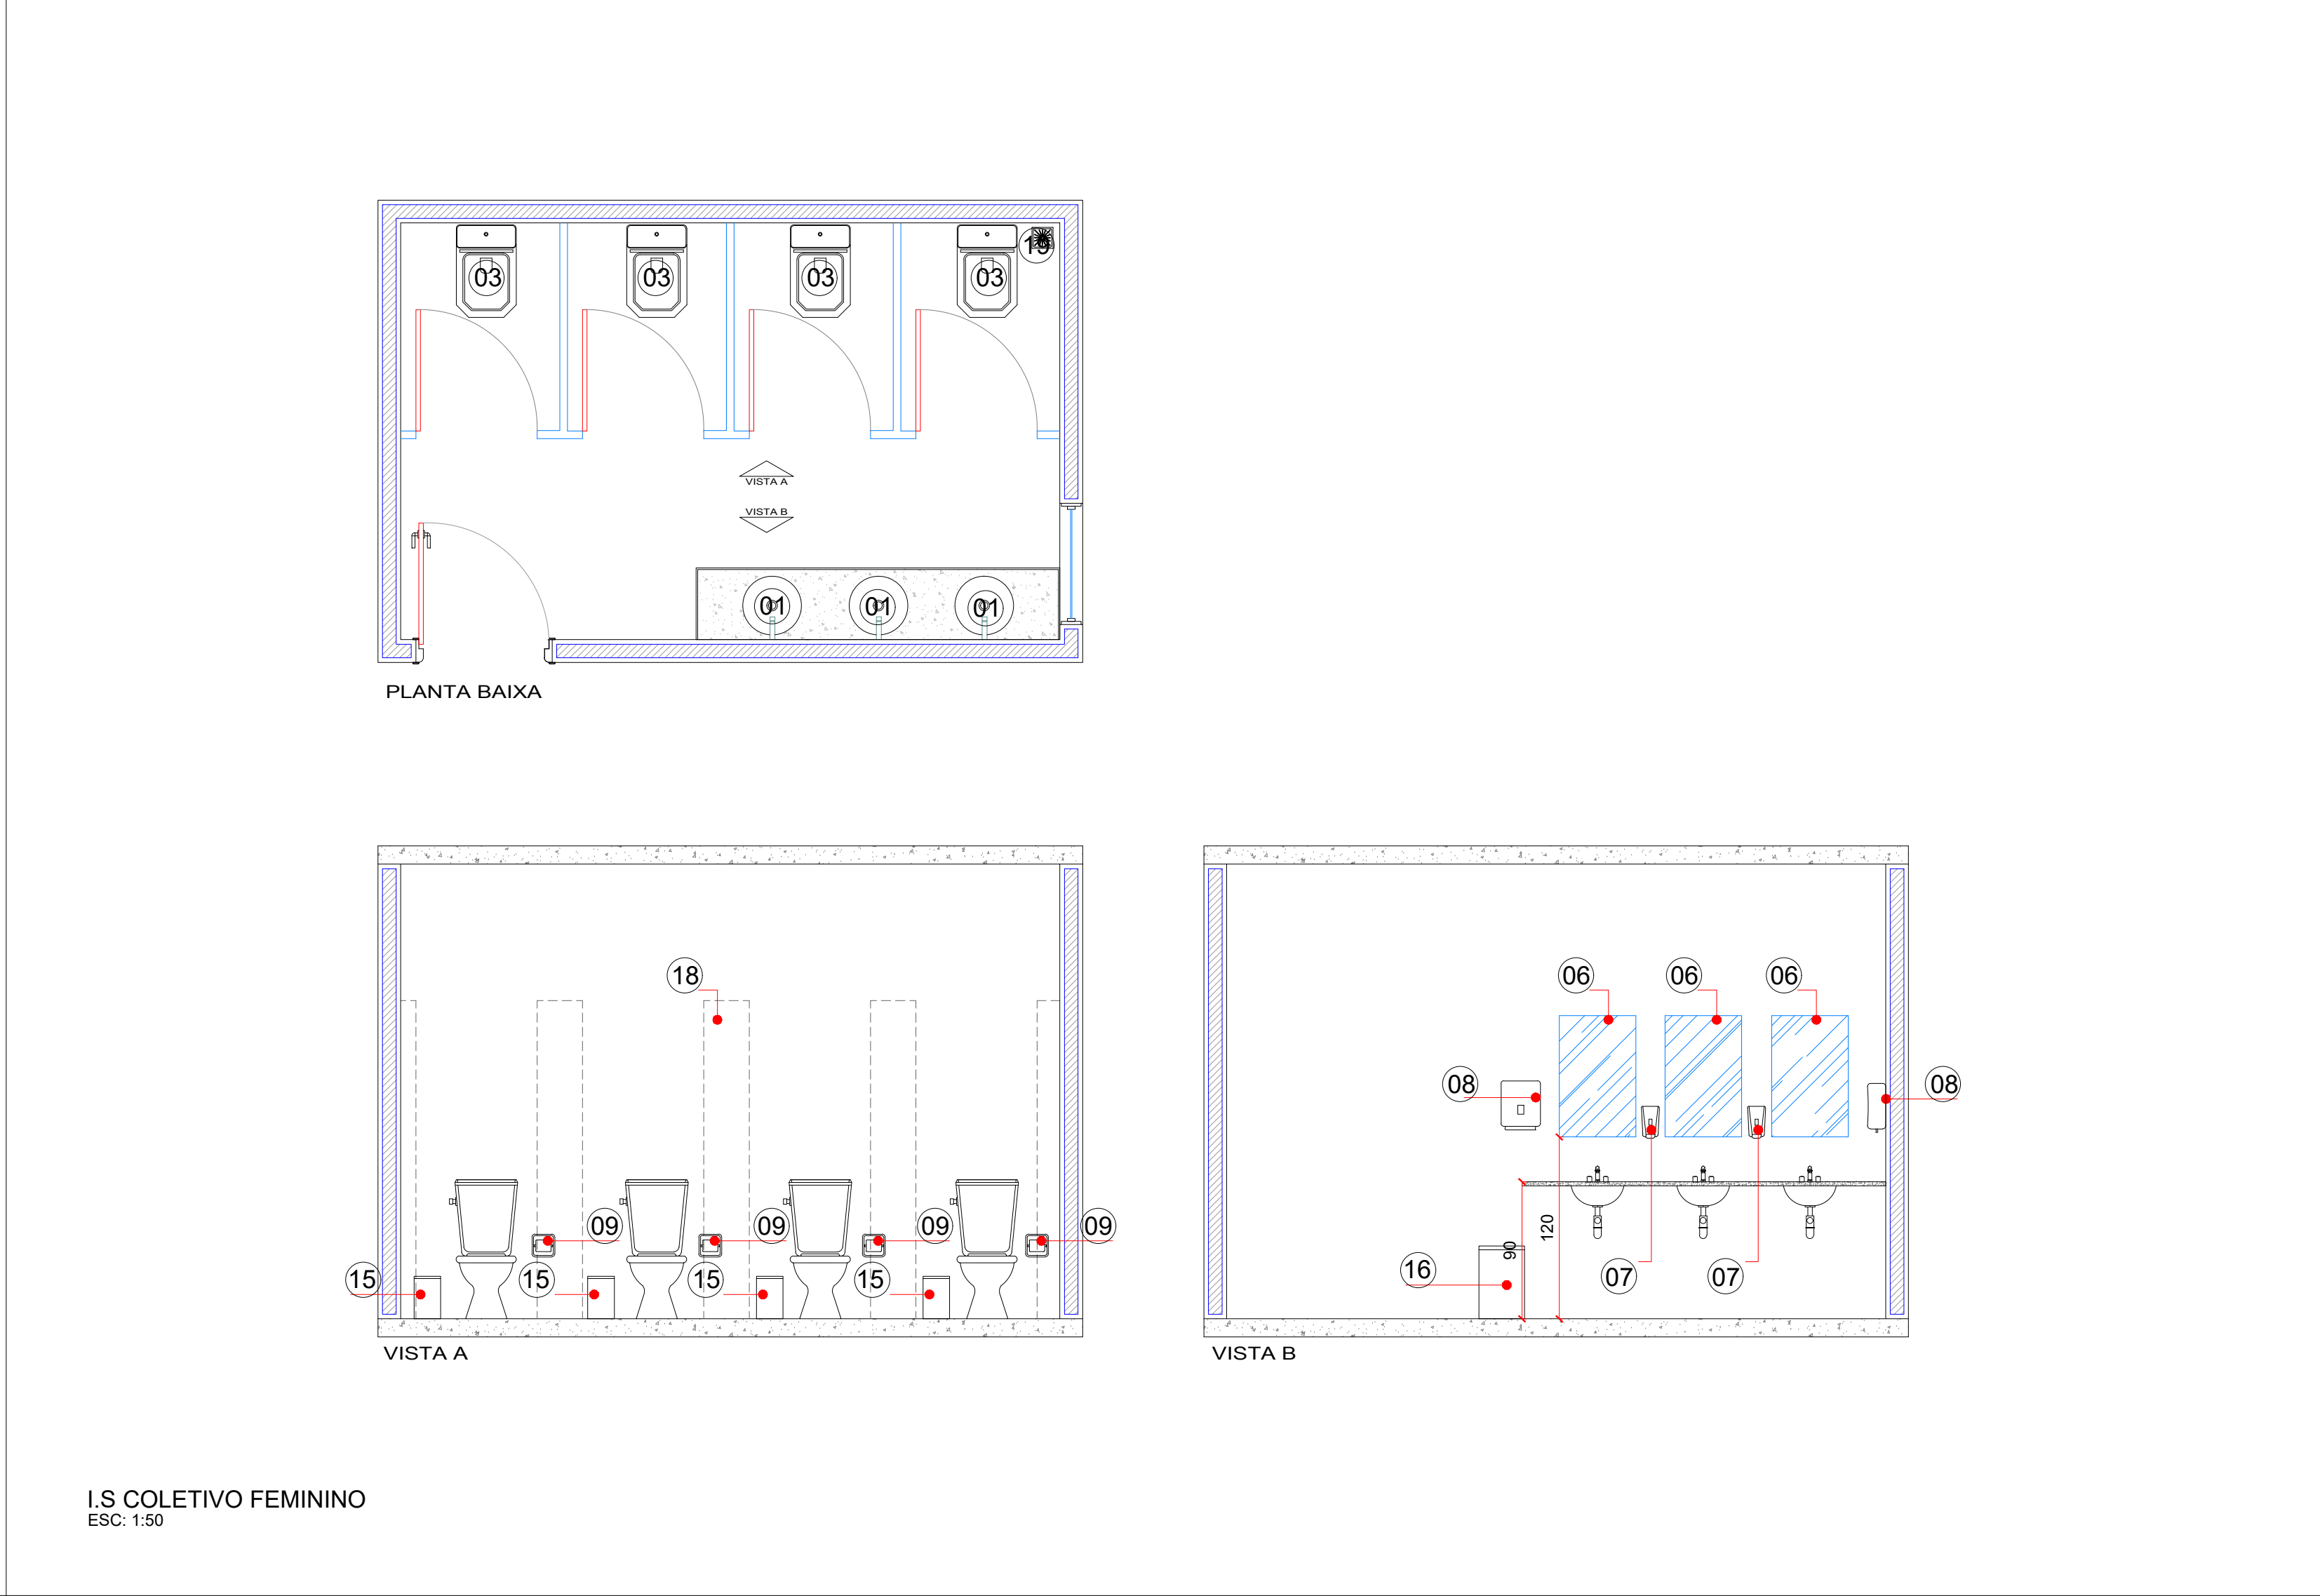 03 03 03 03 19
VISTA A
VISTA B
01 01 01
PLANTA BAIXA
18
09 09 09 09
15 15 15 15
VISTA A
06 06 06
08 08
120
90
16 07 07
VISTA B
I.S COLETIVO FEMININO
ESC: 1:50